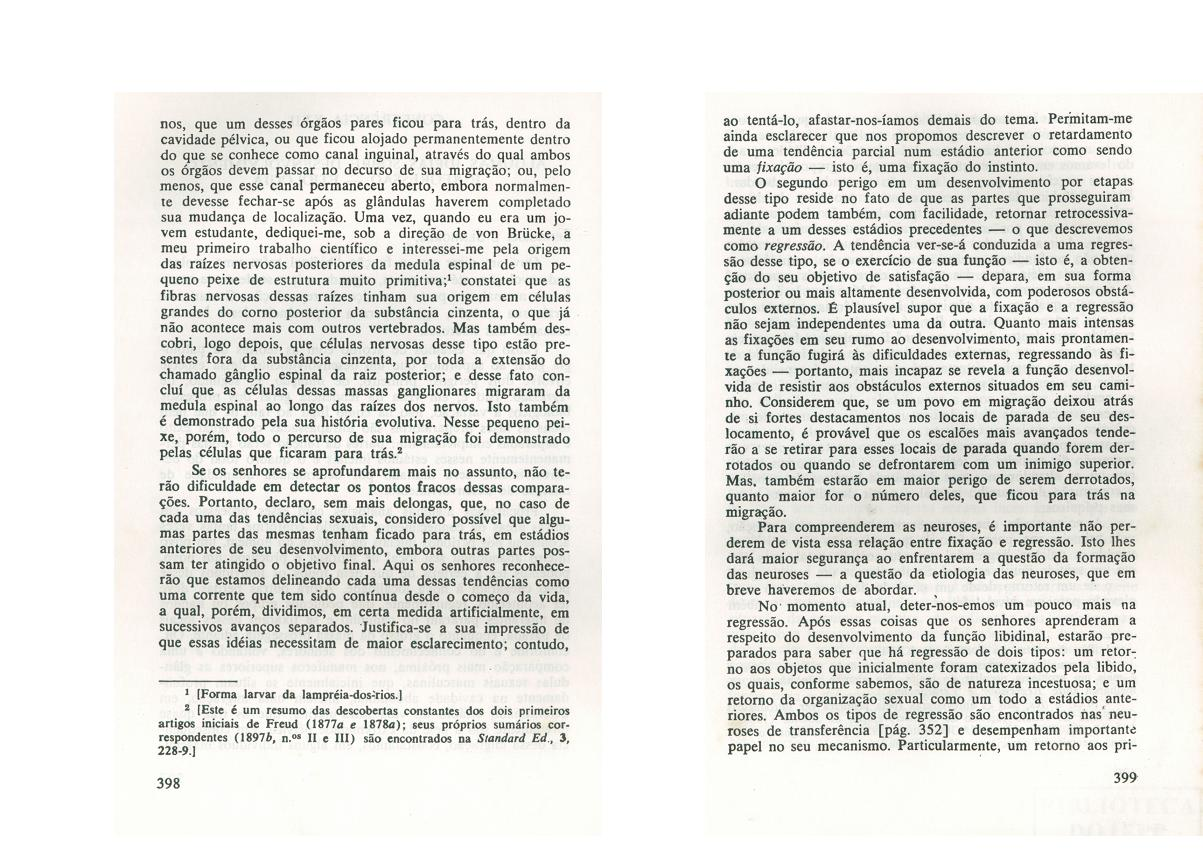 nos, que um desses órgãos pares ficou para trás, dentro da
cavidade pélvica, ou que ficou alojado permanentemente dentro
do que se conhece como canal inguinal, através do qual ambos
os órgãos devem passar no decurso de sua migração; ou, pelo
menos, que esse canal permaneceu aberto, embora normalmen-
te devesse fechar-se após as glândulas haverem completado
sua mudança de localização. Uma vez, quando eu era um jo-
vem estudante, dediquei-me, sob a direção de von Brücke, a
meu primeiro trabalho científico e interessei-me pela origem
das raízes nervosas posteriores da medula espinal de um pe-
queno peixe de estrutura muito primitiva;¹ constatei que as
fibras nervosas dessas raízes tinham sua origem em células
grandes do corno posterior da substância cinzenta, o que já
não acontece mais com outros vertebrados. Mas também des-
cobri, logo depois, que células nervosas desse tipo estão pre-
sentes fora da substância cinzenta, por toda a extensão do
chamado gânglio espinal da raiz posterior; e desse fato con-
cluí que as células dessas massas ganglionares migraram da
medula espinal ao longo das raízes dos nervos. Isto também
é demonstrado pela sua história evolutiva. Nesse pequeno pei-
xe, porém, todo o percurso de sua migração foi demonstrado
pelas células que ficaram para trás.²
Se os senhores se aprofundarem mais no assunto, não te-
rão dificuldade em detectar os pontos fracos dessas compara-
ções. Portanto, declaro, sem mais delongas, que, no caso de
cada uma das tendências sexuais, considero possível que algu-
mas partes das mesmas tenham ficado para trás, em estádios
anteriores de seu desenvolvimento, embora outras partes pos-
sam ter atingido o objetivo final. Aqui os senhores reconhece-
rão que estamos delineando cada uma dessas tendências como
uma corrente que tem sido contínua desde o começo da vida,
a qual, porém, dividimos, em certa medida artificialmente, em
sucessivos avanços separados. Justifica-se a sua impressão de
que essas idéias necessitam de maior esclarecimento; contudo,
¹ [Forma larvar da lampréia-dos-rios.]
² [Este é um resumo das descobertas constantes dos dois primeiros
artigos iniciais de Freud (1877a e 1878a); seus próprios sumários cor-
respondentes (1897b, n.os II e III) são encontrados na Standard Ed., 3,
228-9.]
398
ao tentá-lo, afastar-nos-íamos demais do tema. Permitam-me
ainda esclarecer que nos propomos descrever o retardamento
de uma tendência parcial num estádio anterior como sendo
uma fixação — isto é, uma fixação do instinto.
O segundo perigo em um desenvolvimento por etapas
desse tipo reside no fato de que as partes que prosseguiram
adiante podem também, com facilidade, retornar retrocessiva-
mente a um desses estádios precedentes — o que descrevemos
como regressão. A tendência ver-se-á conduzida a uma regres-
são desse tipo, se o exercício de sua função — isto é, a obten-
ção do seu objetivo de satisfação — depara, em sua forma
posterior ou mais altamente desenvolvida, com poderosos obstá-
culos externos. É plausível supor que a fixação e a regressão
não sejam independentes uma da outra. Quanto mais intensas
as fixações em seu rumo ao desenvolvimento, mais prontamen-
te a função fugirá às dificuldades externas, regressando às fi-
xações — portanto, mais incapaz se revela a função desenvol-
vida de resistir aos obstáculos externos situados em seu cami-
nho. Considerem que, se um povo em migração deixou atrás
de si fortes destacamentos nos locais de parada de seu des-
locamento, é provável que os escalões mais avançados tende-
rão a se retirar para esses locais de parada quando forem der-
rotados ou quando se defrontarem com um inimigo superior.
Mas, também estarão em maior perigo de serem derrotados,
quanto maior for o número deles, que ficou para trás na
migração.
Para compreenderem as neuroses, é importante não per-
derem de vista essa relação entre fixação e regressão. Isto lhes
dará maior segurança ao enfrentarem a questão da formação
das neuroses — a questão da etiologia das neuroses, que em
breve haveremos de abordar.
No momento atual, deter-nos-emos um pouco mais na
regressão. Após essas coisas que os senhores aprenderam a
respeito do desenvolvimento da função libidinal, estarão pre-
parados para saber que há regressão de dois tipos: um retor-
no aos objetos que inicialmente foram catexizados pela libido,
os quais, conforme sabemos, são de natureza incestuosa; e um
retorno da organização sexual como um todo a estádios ante-
riores. Ambos os tipos de regressão são encontrados nas neu-
roses de transferência [pág. 352] e desempenham importante
papel no seu mecanismo. Particularmente, um retorno aos pri-
399